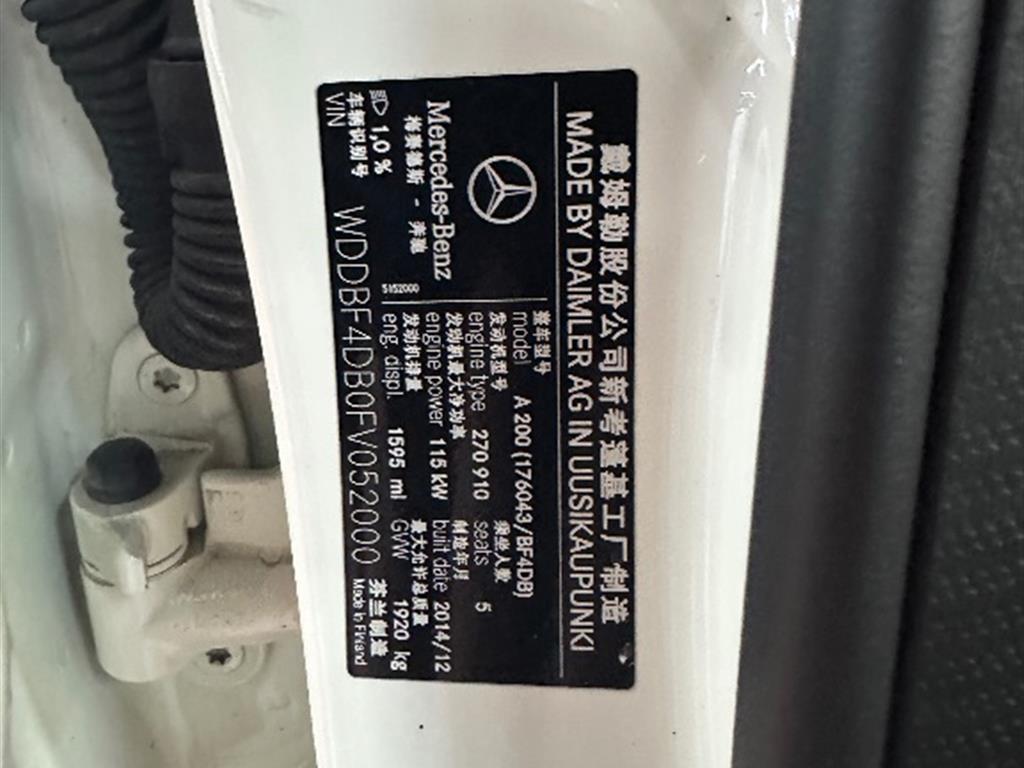 戴姆勒股份公司新考蓬基工厂制造
MADE BY DAIMLER AG IN UUSIKAUPUNKI
Mercedes-Benz
梅赛德斯 - 奔驰
1,0 %
5152000
整车型号
model A 200 (176043/BF4DB)
发动机型号 乘坐人数
engine type 270 910 seats 5
发动机最大净功率 制造年月
engine power 115 kW built date 2014/12
发动机排量 最大允许总质量
eng. displ. 1595 ml GVW 1920 kg
车辆识别号 芬兰制造
VIN WDDBF4DB0FV052000 Made in Finland